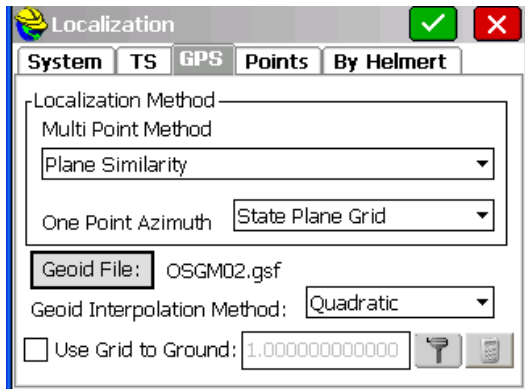 Localization
System TS GPS Points By Helmert
Localization Method
Multi Point Method
Plane Similarity
One Point Azimuth State Plane Grid
Geoid File: OSGM02.gsf
Geoid Interpolation Method: Quadratic
Use Grid to Ground: 1.000000000000